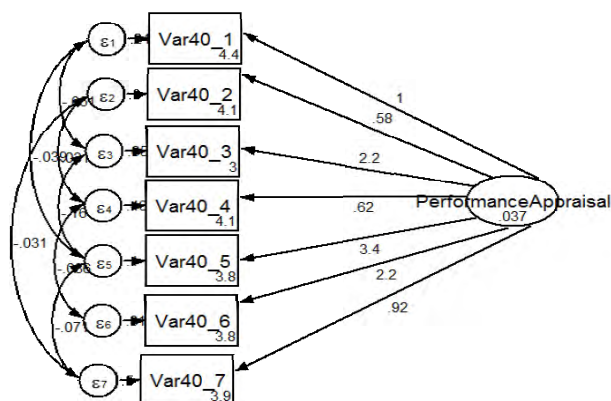 ε1 Var40_1 4.4
ε2 Var40_2 4.1
ε3 Var40_3 3
ε4 Var40_4 4.1
ε5 Var40_5 3.8
ε6 Var40_6 3.8
ε7 Var40_7 3.9
1
.58
2.2
.62
3.4
2.2
.92
PerformanceAppraisal
.037
-.039
-.031